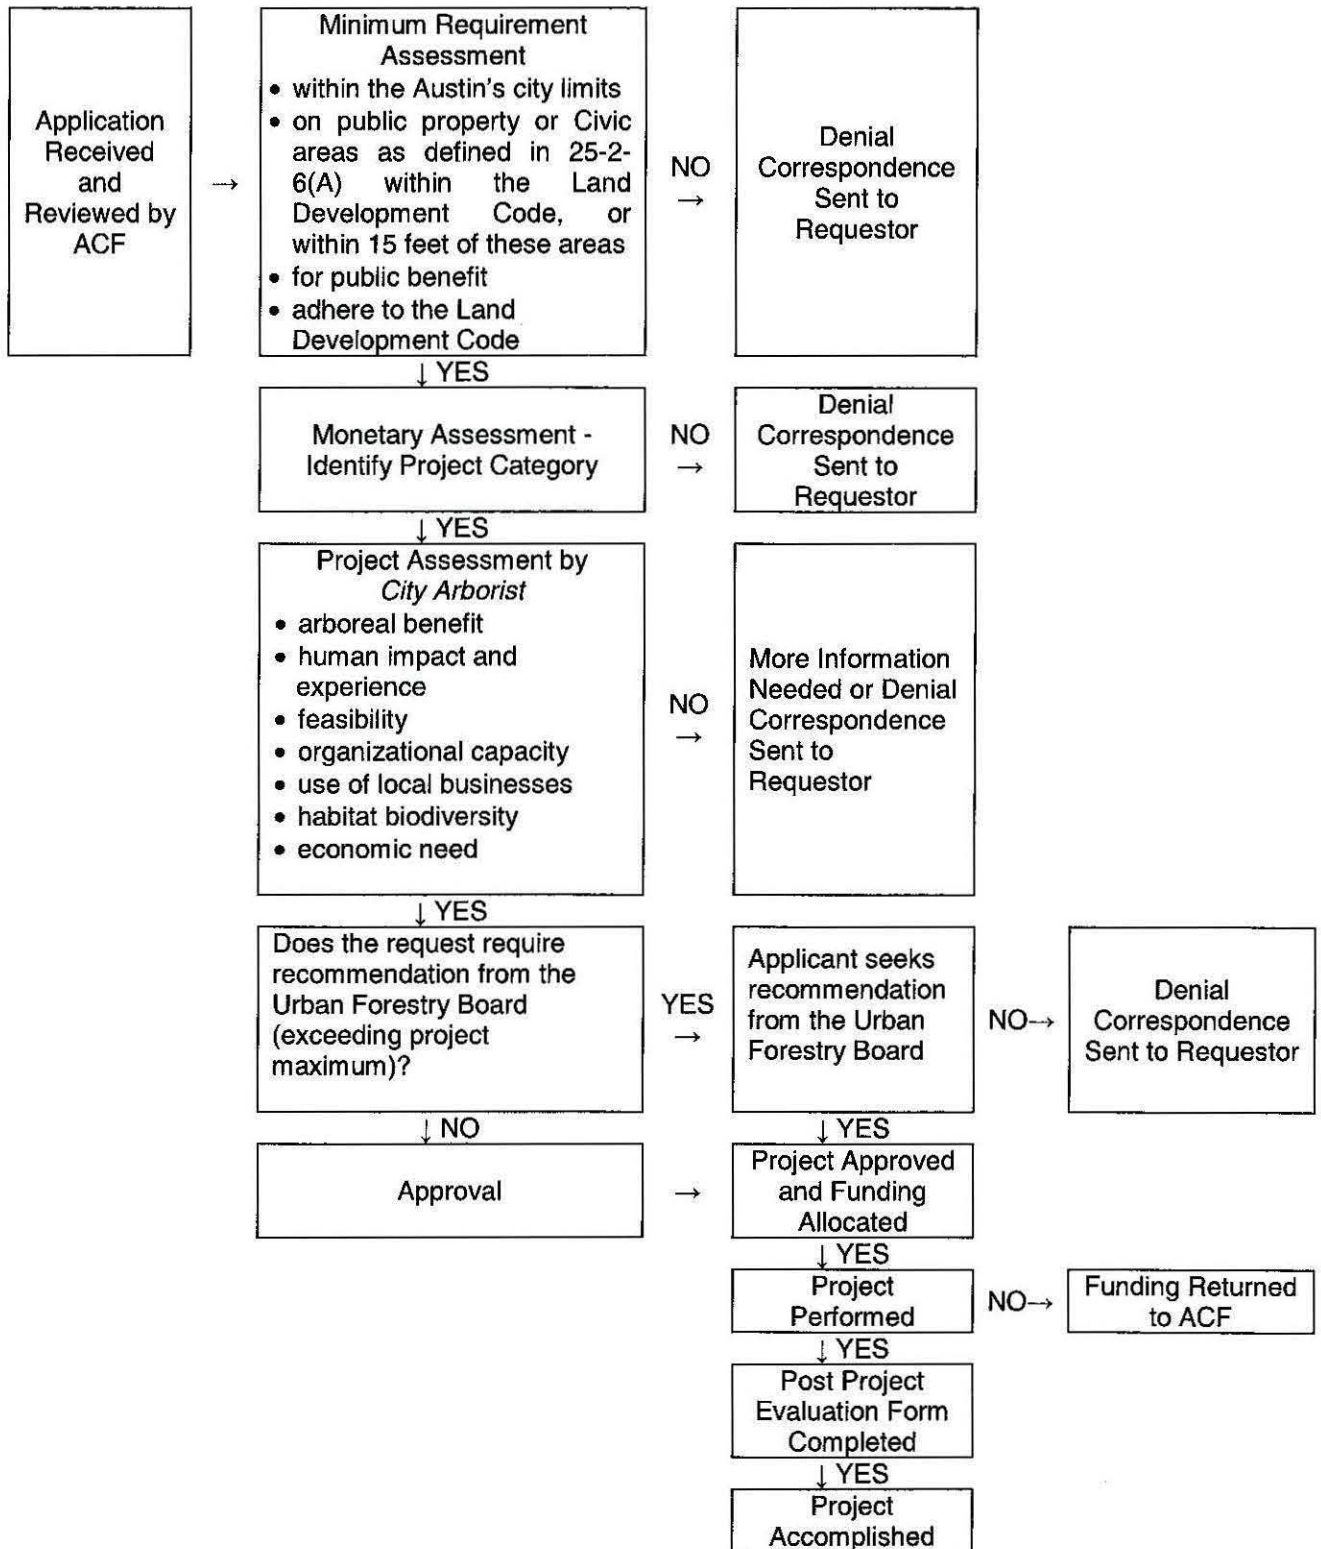 Application
Received
and
Reviewed by
ACF
→
Minimum Requirement
Assessment
• within the Austin's city limits
• on public property or Civic
areas as defined in 25-2-
6(A) within the Land
Development Code, or
within 15 feet of these areas
• for public benefit
• adhere to the Land
Development Code
NO
→
Denial
Correspondence
Sent to
Requestor
↓ YES
Monetary Assessment -
Identify Project Category
NO
→
Denial
Correspondence
Sent to
Requestor
↓ YES
Project Assessment by
City Arborist
• arboreal benefit
• human impact and
experience
• feasibility
• organizational capacity
• use of local businesses
• habitat biodiversity
• economic need
NO
→
More Information
Needed or Denial
Correspondence
Sent to
Requestor
↓ YES
Does the request require
recommendation from the
Urban Forestry Board
(exceeding project
maximum)?
YES
→
Applicant seeks
recommendation
from the Urban
Forestry Board
NO→
Denial
Correspondence
Sent to Requestor
↓ NO
↓ YES
Approval
→
Project Approved
and Funding
Allocated
↓ YES
Project
Performed
NO→
Funding Returned
to ACF
↓ YES
Post Project
Evaluation Form
Completed
↓ YES
Project
Accomplished